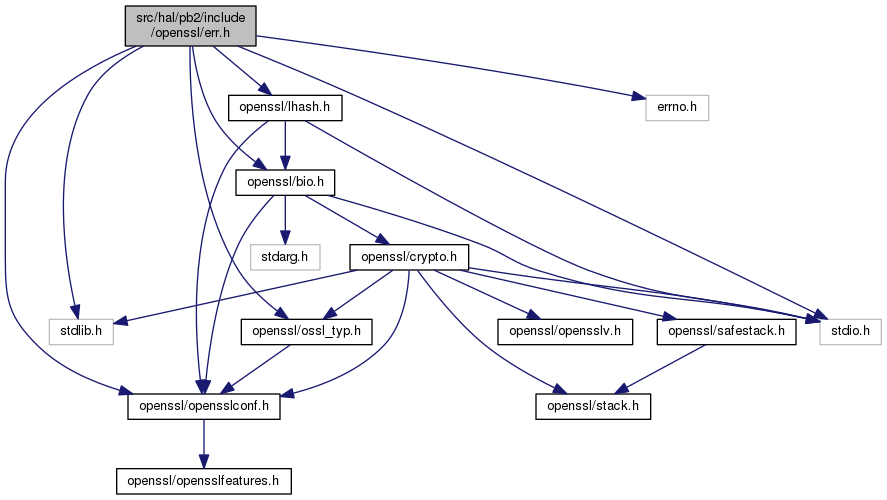 src/hal/pb2/include
/openssl/err.h
openssl/lhash.h
errno.h
openssl/bio.h
stdarg.h
openssl/crypto.h
stdlib.h
openssl/ossl_typ.h
openssl/opensslv.h
openssl/safestack.h
stdio.h
openssl/opensslconf.h
openssl/stack.h
openssl/opensslfeatures.h